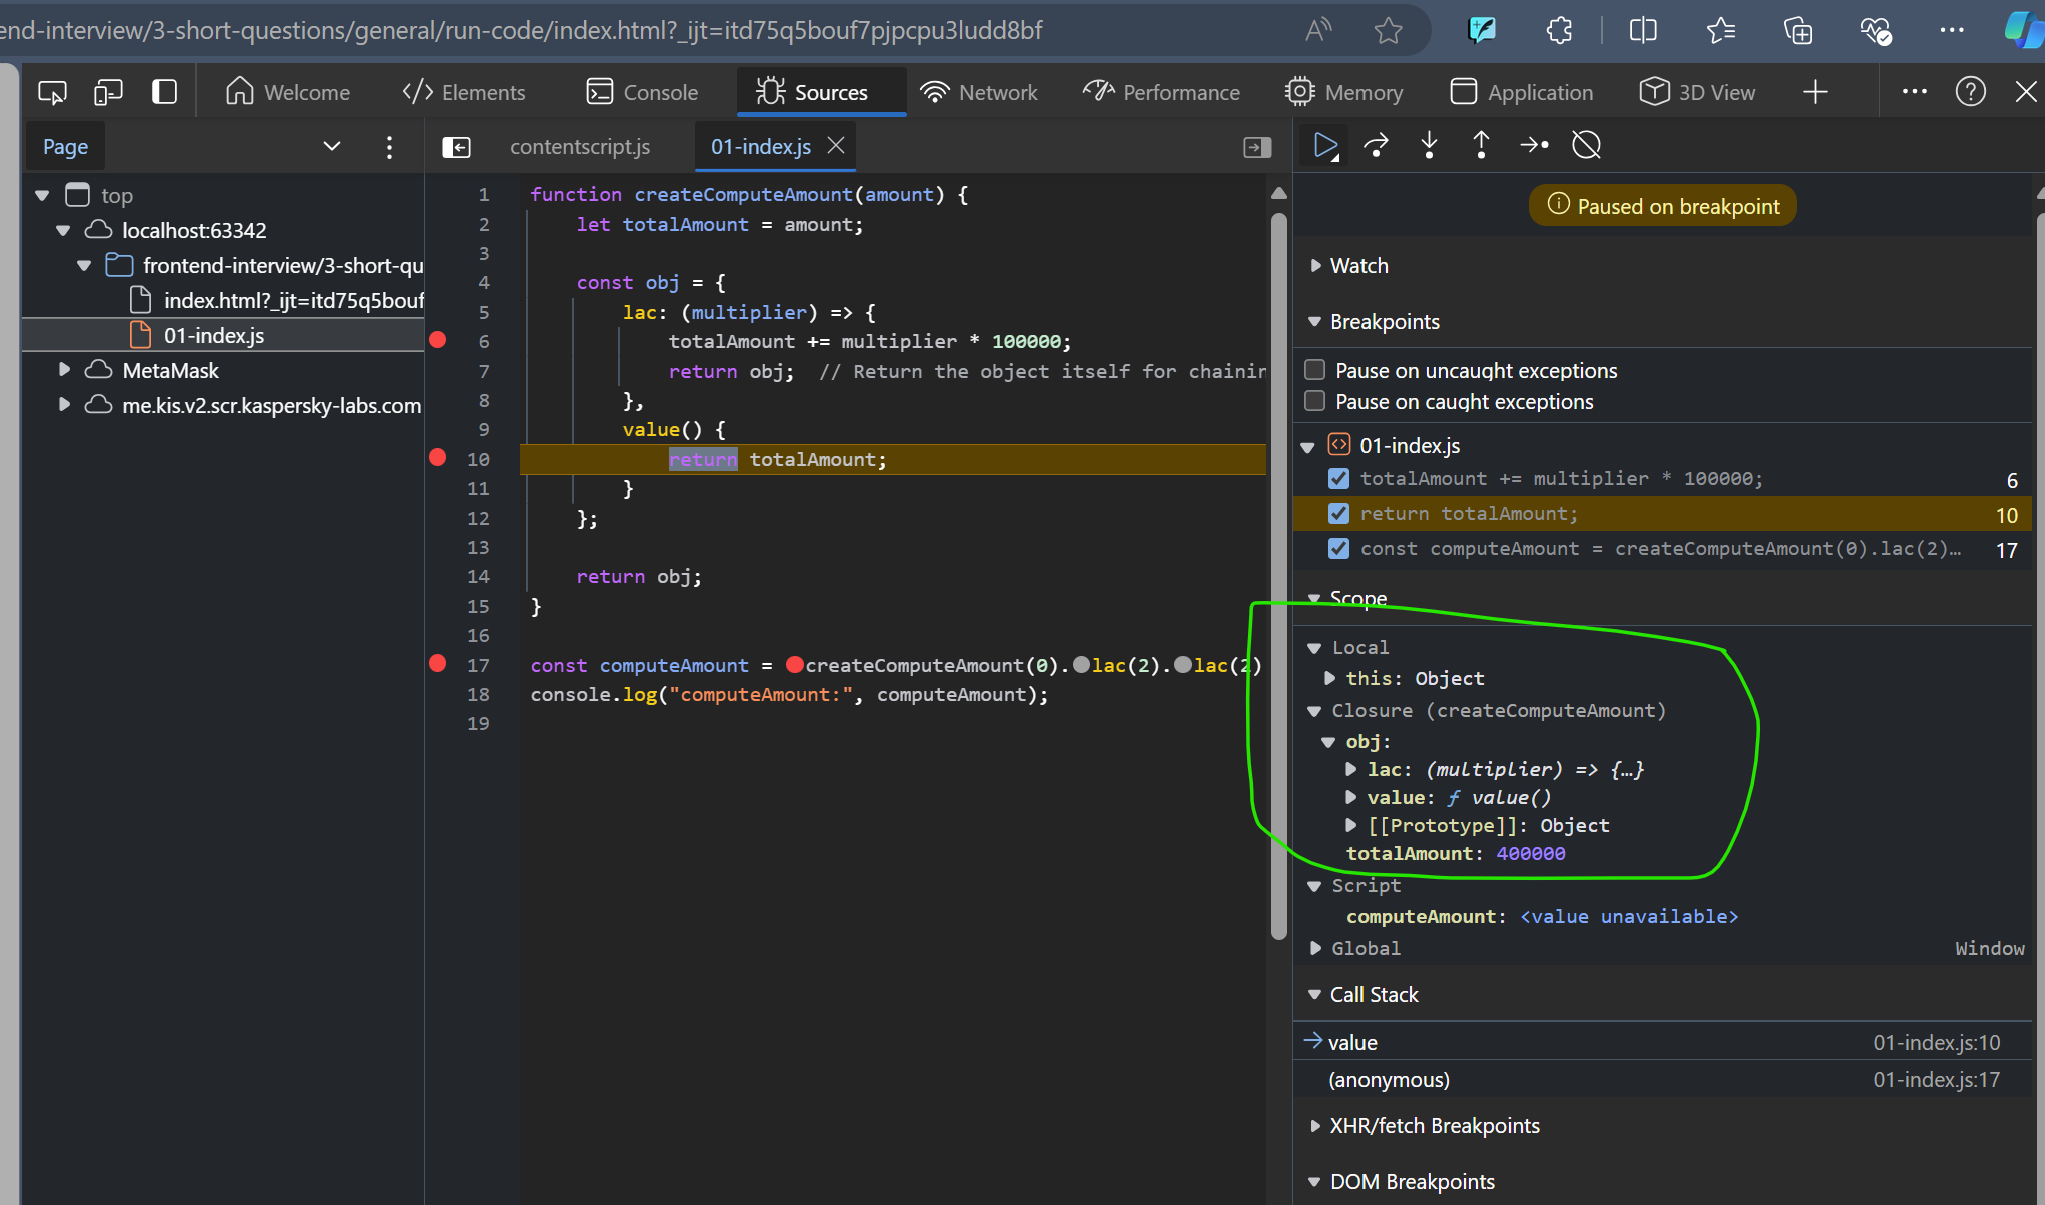 end-interview/3-short-questions/general/run-code/index.html?_ijt=itd75q5bouf7pjpcpu3ludd8bf
Welcome
Elements
Console
Sources
Network
Performance
Memory
Application
3D View
Page
contentscript.js
01-index.js
top
localhost:63342
frontend-interview/3-short-qu
index.html?_ijt=itd75q5bouf
01-index.js
MetaMask
me.kis.v2.scr.kaspersky-labs.com
1 function createComputeAmount(amount) {
2 let totalAmount = amount;
3
4 const obj = {
5 lac: (multiplier) => {
6 totalAmount += multiplier * 100000;
7 return obj;  // Return the object itself for chainin
8 },
9 value() {
10 return totalAmount;
11 }
12 };
13
14 return obj;
15 }
16
17 const computeAmount = createComputeAmount(0).lac(2).lac(2)
18 console.log("computeAmount:", computeAmount);
19
Paused on breakpoint
Watch
Breakpoints
Pause on uncaught exceptions
Pause on caught exceptions
01-index.js
totalAmount += multiplier * 100000; 6
return totalAmount; 10
const computeAmount = createComputeAmount(0).lac(2)… 17
Scope
Local
this: Object
Closure (createComputeAmount)
obj:
lac: (multiplier) => {…}
value: ƒ value()
[[Prototype]]: Object
totalAmount: 400000
Script
computeAmount: <value unavailable>
Global Window
Call Stack
value 01-index.js:10
(anonymous) 01-index.js:17
XHR/fetch Breakpoints
DOM Breakpoints